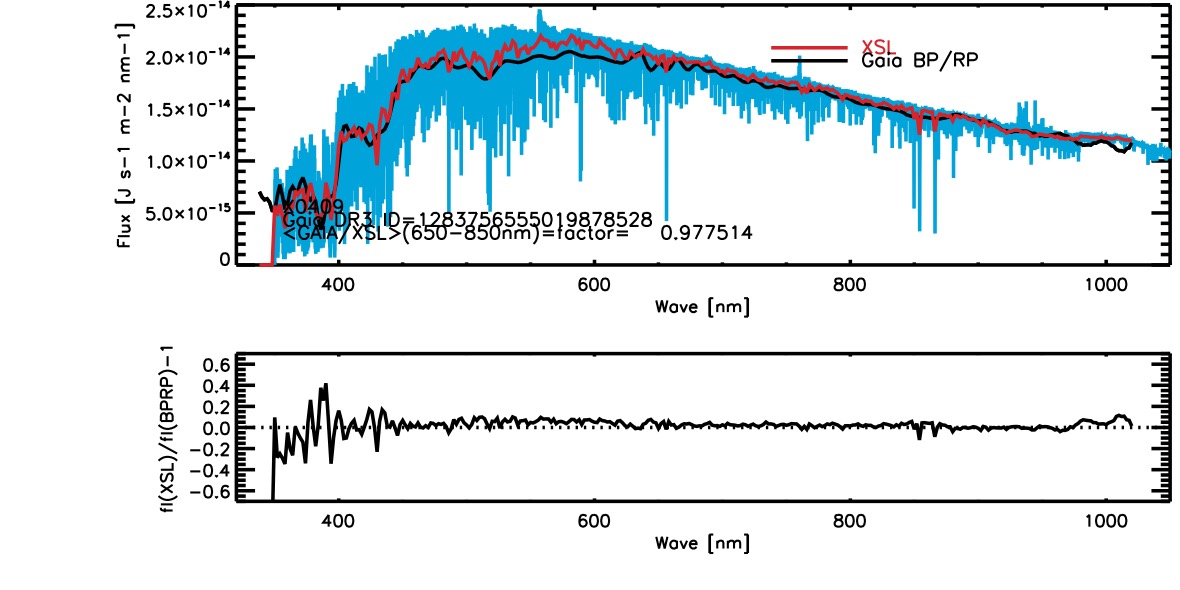 2.5×10⁻¹⁴
2.0×10⁻¹⁴
1.5×10⁻¹⁴
1.0×10⁻¹⁴
5.0×10⁻¹⁵
0
Flux [J s−1 m−2 nm−1]
XSL
Gaia BP/RP
X0409
Gaia DR3 ID=1283756555019878528
<GAIA/XSL>(650−850nm)=factor= 0.977514
400 600 800 1000
Wave [nm]
0.6
0.4
0.2
0.0
−0.2
−0.4
−0.6
fl(XSL)/fl(BPRP)−1
400 600 800 1000
Wave [nm]